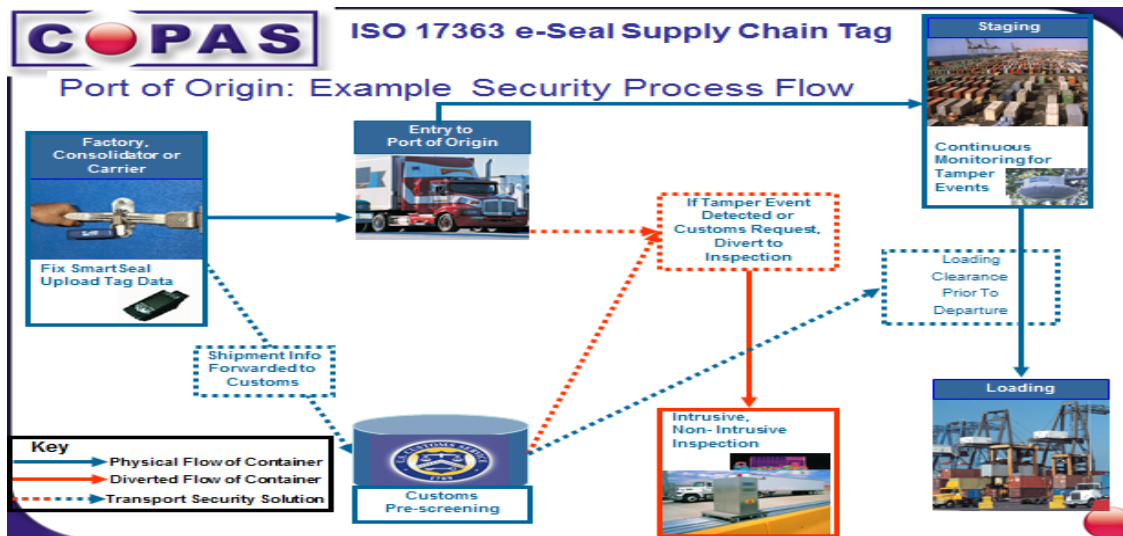 COPAS
ISO 17363 e-Seal Supply Chain Tag
Port of Origin: Example Security Process Flow
Factory,
Consolidator or
Carrier
Fix SmartSeal
Upload Tag Data
Entry to
Port of Origin
Staging
Continuous
Monitoring for
Tamper
Events
If Tamper Event
Detected or
Customs Request,
Divert to
Inspection
Loading
Clearance
Prior To
Departure
Shipment Info
Forwarded to
Customs
Loading
Intrusive,
Non- Intrusive
Inspection
U.S. CUSTOMS SERVICE
1789
Customs
Pre-screening
Key
Physical Flow of Container
Diverted Flow of Container
Transport Security Solution